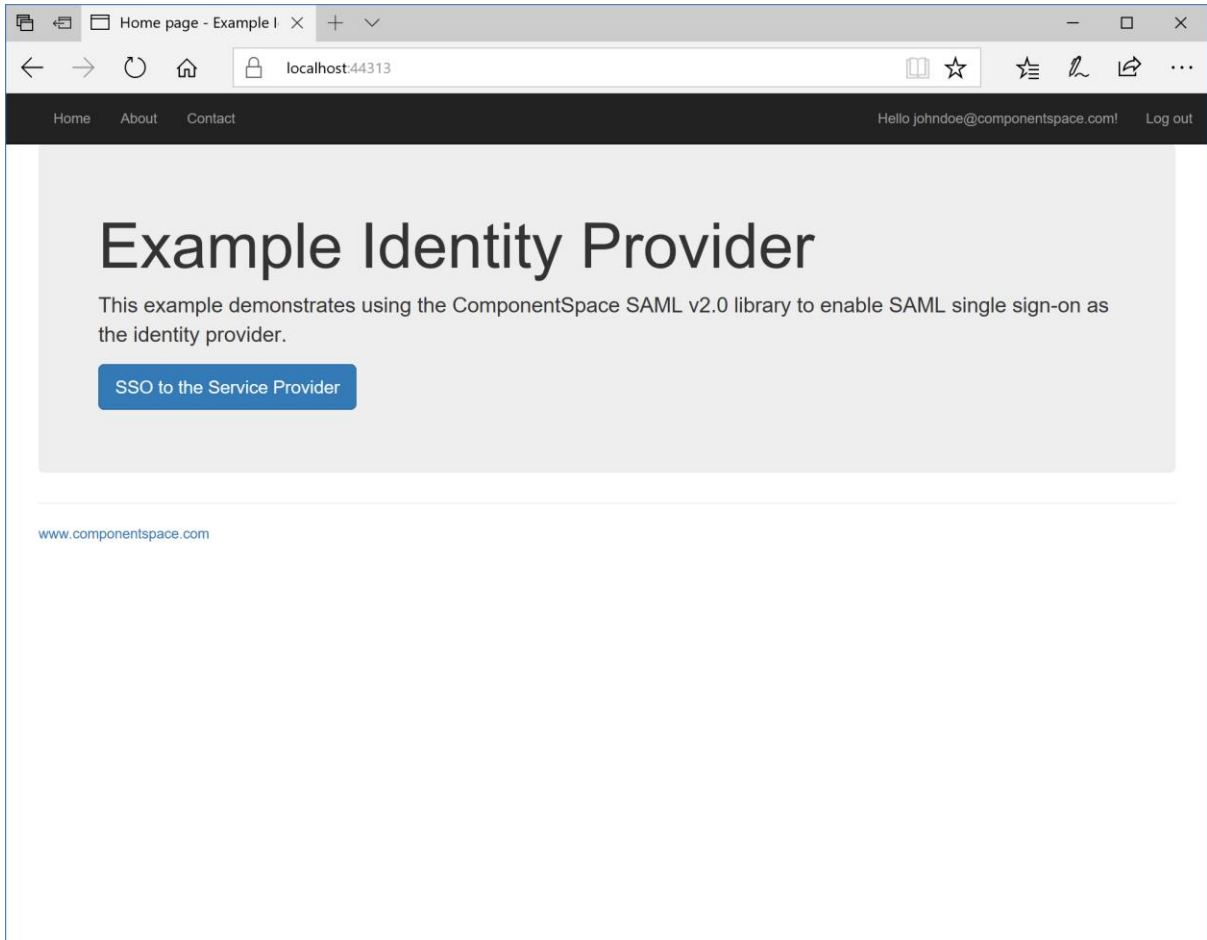 Home page - Example I
localhost:44313
Home About Contact Hello johndoe@componentspace.com! Log out
Example Identity Provider
This example demonstrates using the ComponentSpace SAML v2.0 library to enable SAML single sign-on as
the identity provider.
SSO to the Service Provider
www.componentspace.com